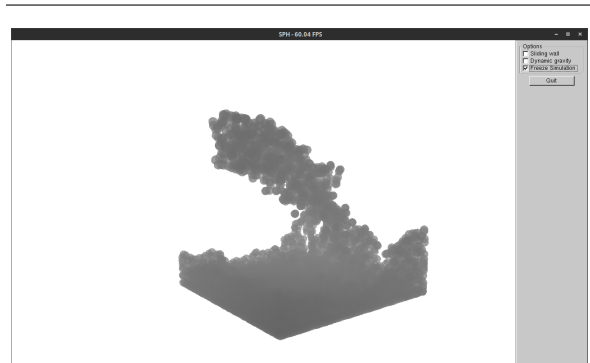 SPH - 60.04 FPS
Options
Sliding wall
Dynamic gravity
Freeze Simulation
Quit